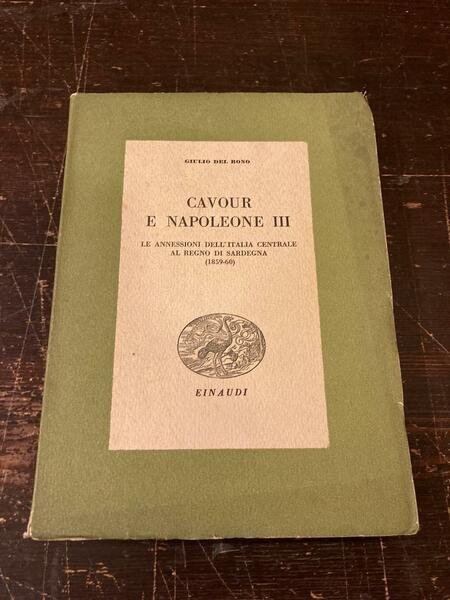 GIULIO DEL BONO
CAVOUR
E NAPOLEONE III
LE ANNESSIONI DELL'ITALIA CENTRALE
AL REGNO DI SARDEGNA
(1859-60)
EINAUDI